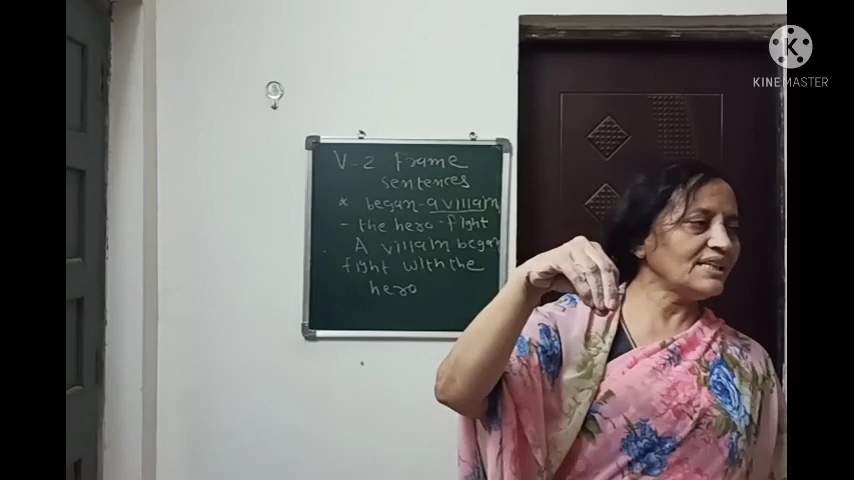 V-2 Frame
sentences
* began - a villain
- the hero - fight
A villain began
fight with the
hero
KINEMASTER